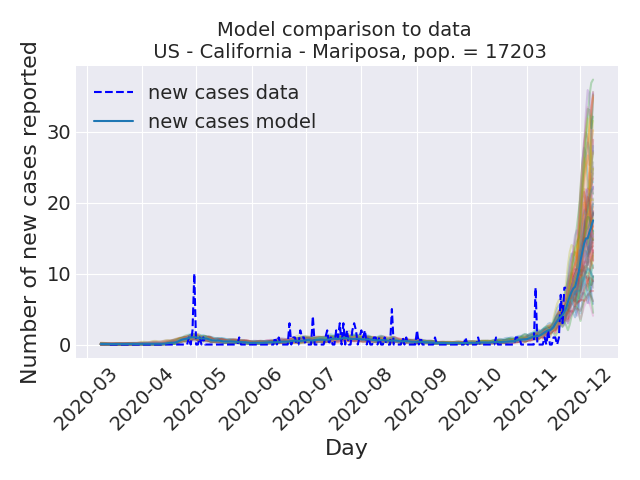 Model comparison to data
US - California - Mariposa, pop. = 17203
Number of new cases reported
30
20
10
0
new cases data
new cases model
2020-03
2020-04
2020-05
2020-06
2020-07
2020-08
2020-09
2020-10
2020-11
2020-12
Day